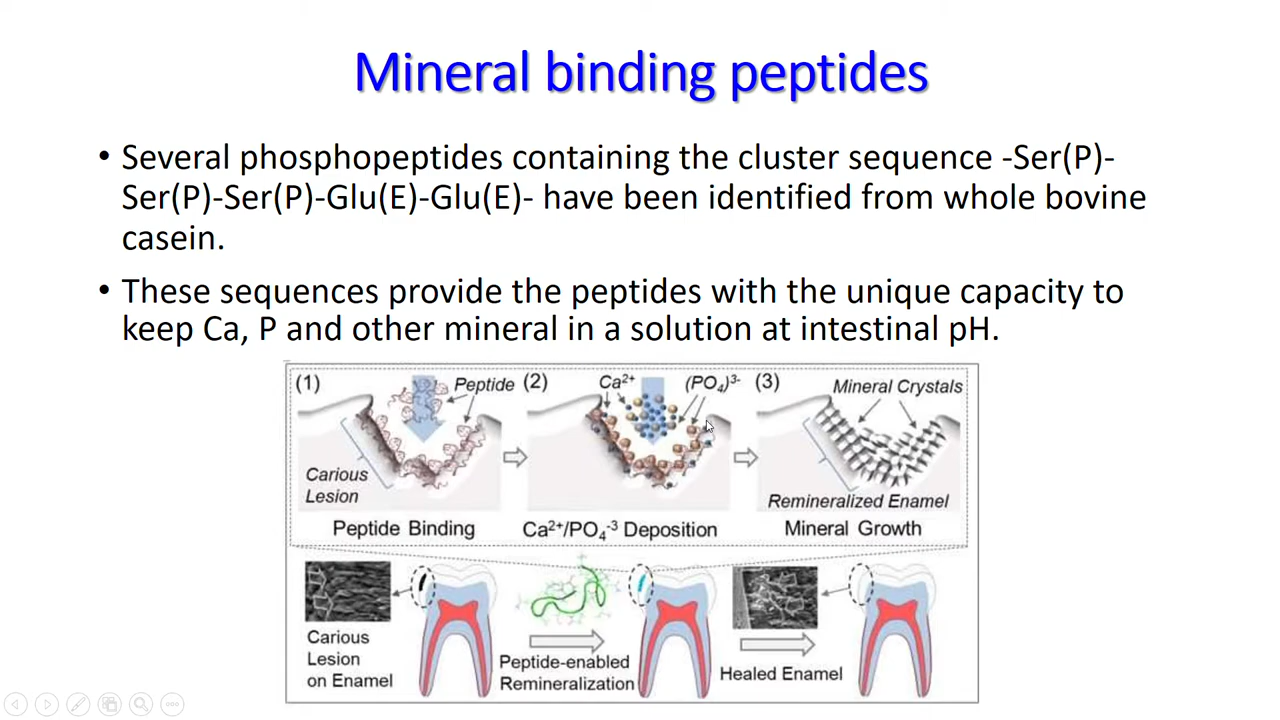 Mineral binding peptides
• Several phosphopeptides containing the cluster sequence -Ser(P)-
Ser(P)-Ser(P)-Glu(E)-Glu(E)- have been identified from whole bovine
casein.
• These sequences provide the peptides with the unique capacity to
keep Ca, P and other mineral in a solution at intestinal pH.
(1)
Peptide
Carious
Lesion
Peptide Binding
(2)
Ca²⁺
(PO₄)³⁻
Ca²⁺/PO₄⁻³ Deposition
(3)
Mineral Crystals
Remineralized Enamel
Mineral Growth
Carious
Lesion
on Enamel
Peptide-enabled
Remineralization
Healed Enamel